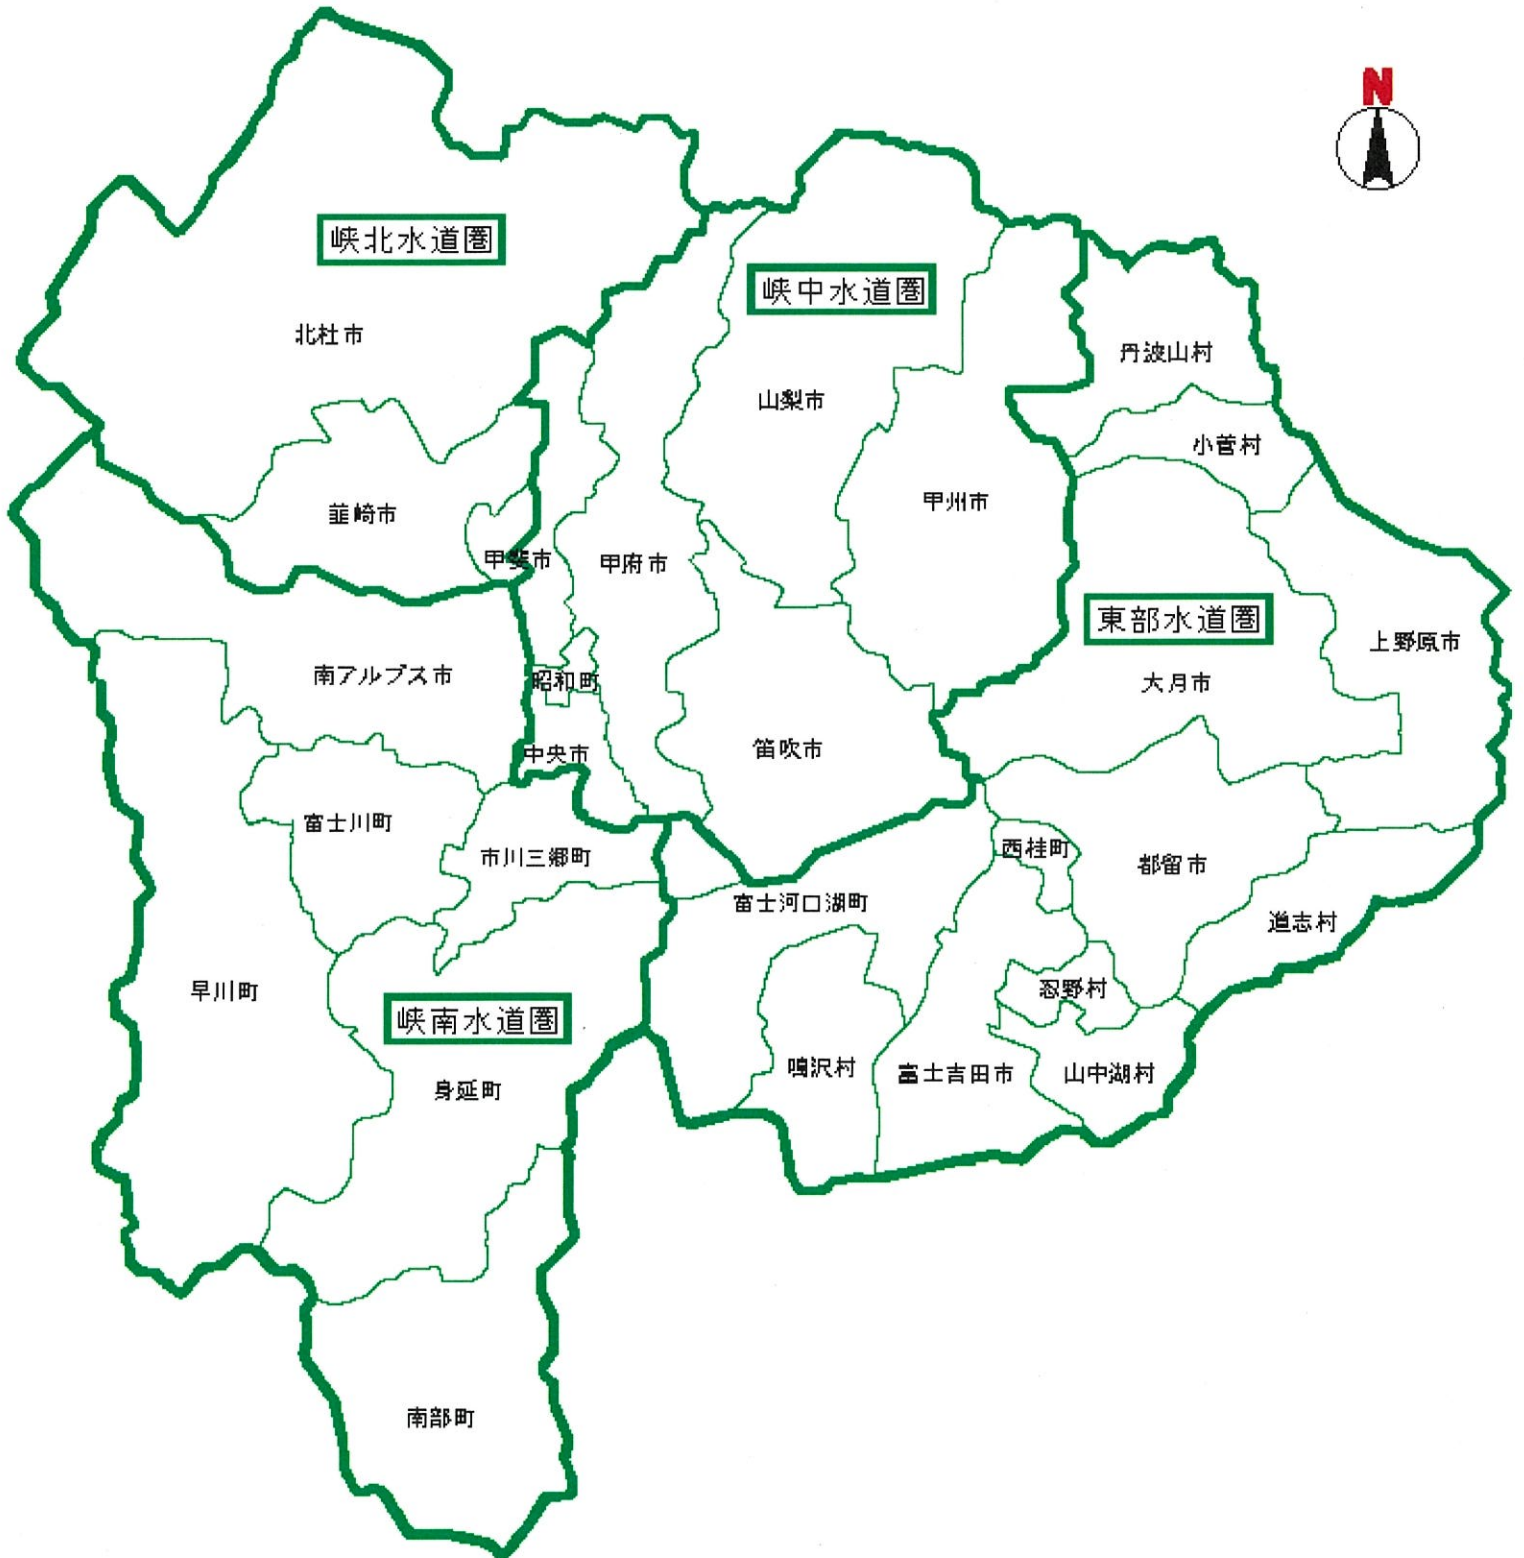 N
峡北水道圏
峡中水道圏
北杜市
丹波山村
山梨市
小菅村
甲州市
韮崎市
甲斐市
甲府市
東部水道圏
上野原市
南アルプス市
昭和町
大月市
中央市
笛吹市
富士川町
市川三郷町
西桂町
都留市
富士河口湖町
道志村
早川町
忍野村
峡南水道圏
鳴沢村
富士吉田市
山中湖村
身延町
南部町